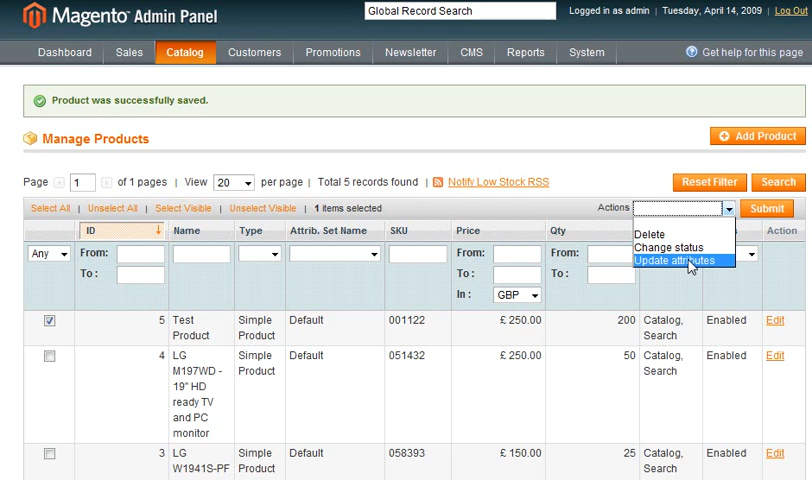 Magento Admin Panel
Global Record Search
Logged in as admin | Tuesday, April 14, 2009 | Log Out
Dashboard Sales Catalog Customers Promotions Newsletter CMS Reports System Get help for this page
Product was successfully saved.
Manage Products
Add Product
Page 1 of 1 pages | View 20 per page | Total 5 records found | Notify Low Stock RSS
Reset Filter Search
Select All | Unselect All | Select Visible | Unselect Visible | 1 items selected
Actions Submit
Delete
Change status
Update attributes
ID Name Type Attrib. Set Name SKU Price Qty Action
Any From: From: From:
To : To : To :
In : GBP
5 Test Simple Default 001122 £ 250.00 200 Catalog, Enabled Edit
Product Product Search
4 LG Simple Default 051432 £ 250.00 50 Catalog, Enabled Edit
M197WD - Product Search
19" HD
ready TV
and PC
monitor
3 LG Simple Default 058393 £ 150.00 25 Catalog, Enabled Edit
W1941S-PF Product Search